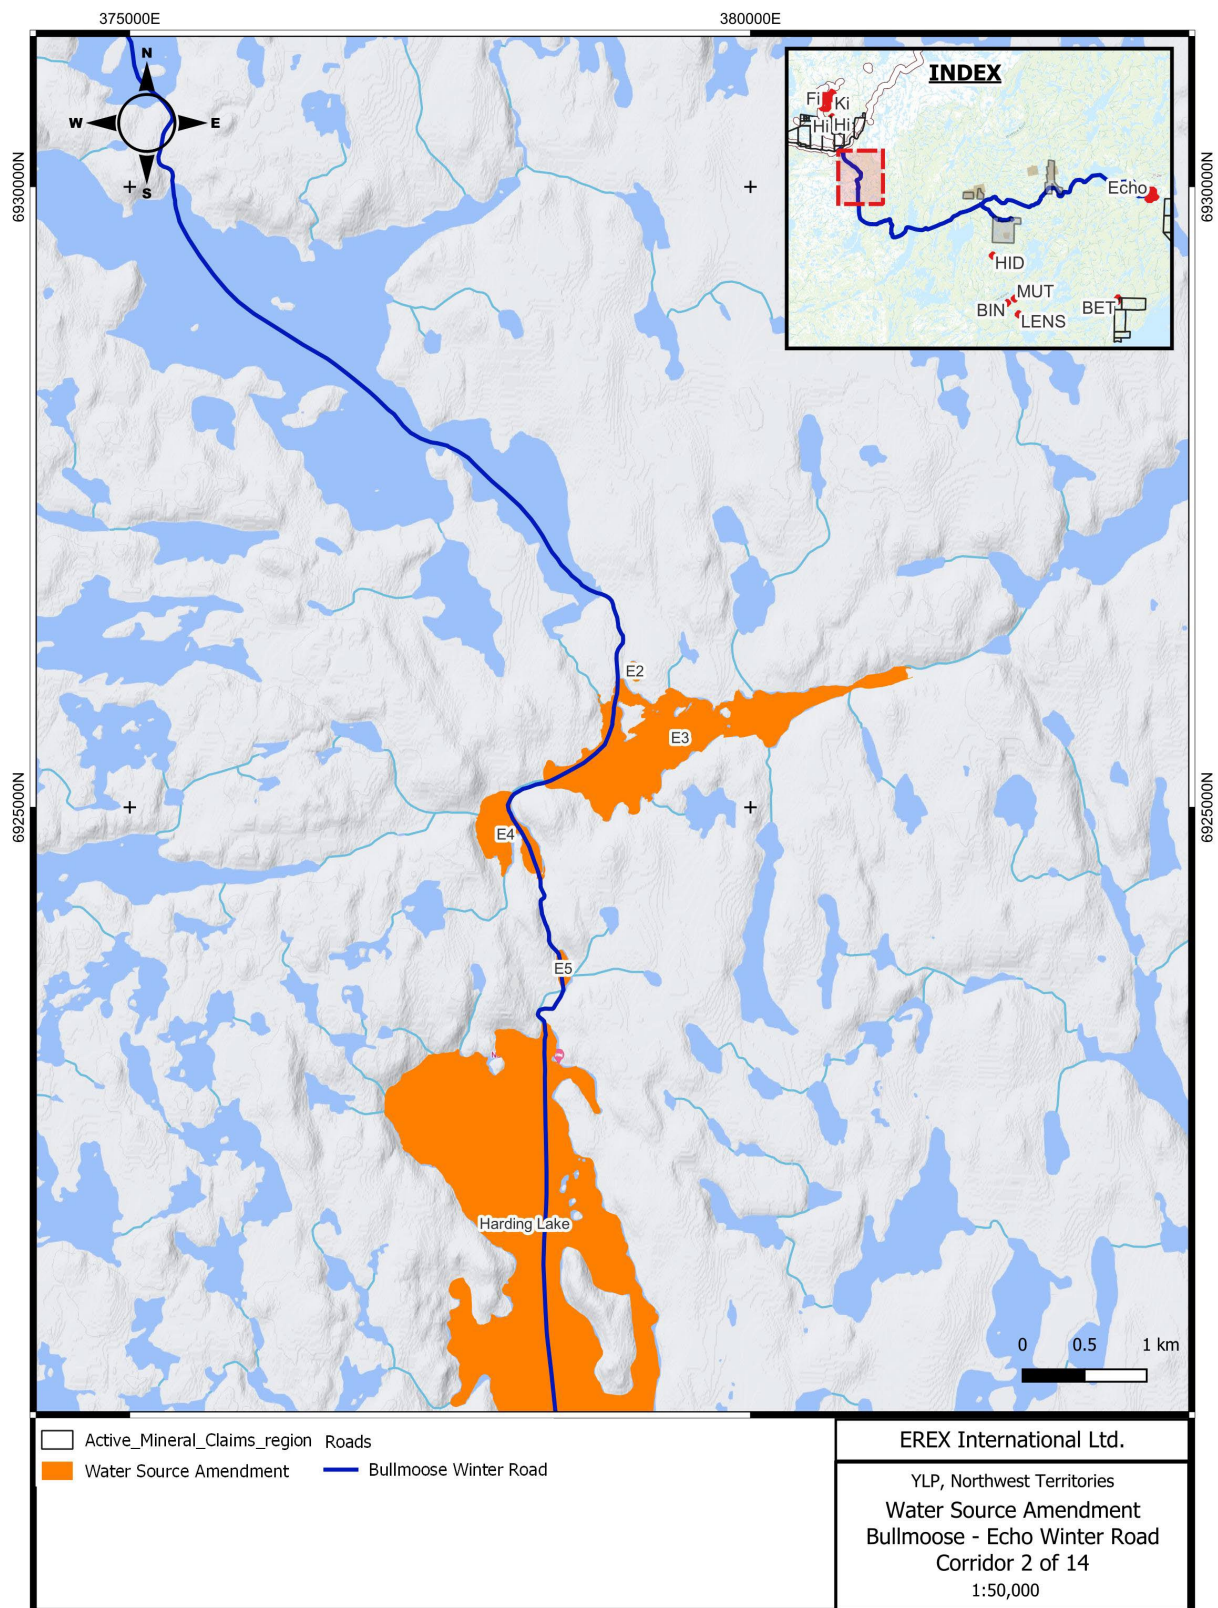 375000E
380000E
N
W
E
S
6930000N
6930000N
INDEX
Fi
Ki
Hi
Hi
Echo
HID
MUT
BIN
LENS
BET
E2
E3
6925000N
6925000N
E4
E5
N
Harding Lake
0 0.5 1 km
Active_Mineral_Claims_region Roads
Water Source Amendment Bullmoose Winter Road
EREX International Ltd.
YLP, Northwest Territories
Water Source Amendment
Bullmoose - Echo Winter Road
Corridor 2 of 14
1:50,000